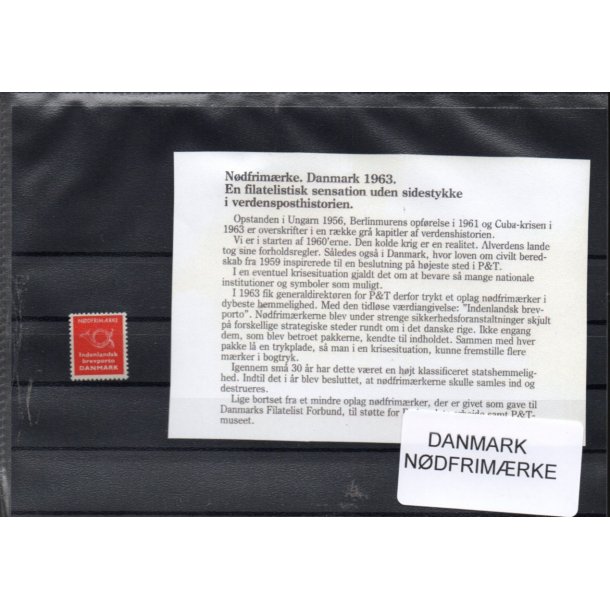 NØDFRIMÆRKE
Indenlandsk
brevporto
DANMARK
Nødfrimærke. Danmark 1963.
En filatelistisk sensation uden sidestykke
i verdensposthistorien.
Opstanden i Ungarn 1956, Berlinmurens opførelse i 1961 og Cuba-krisen i
1963 er overskrifter i en række grå kapitler af verdenshistorien.
Vi er i starten af 1960'erne. Den kolde krig er en realitet. Alverdens lande
tog sine forholdsregler. Således også i Danmark, hvor loven om civilt bered-
skab fra 1959 inspirerede til en beslutning på højeste sted i P&T.
I en eventuel krisesituation gjaldt det om at bevare så mange nationale
institutioner og symboler som muligt.
I 1963 fik generaldirektøren for P&T derfor trykt et oplag nødfrimærker i
dybeste hemmelighed. Med den tidløse værdiangivelse: "Indenlandsk brev-
porto". Nødfrimærkerne blev under strenge sikkerhedsforanstaltninger skjult
på forskellige strategiske steder rundt om i det danske rige. Ikke engang
dem, som blev betroet pakkerne, kendte til indholdet. Sammen med hver
pakke lå en trykplade, så man i en krisesituation, kunne fremstille flere
mærker i bogtryk.
Igennem små 30 år har dette været en højt klassificeret statshemmelig-
hed. Indtil det i år blev besluttet, at nødfrimærkerne skulle samles ind og
destrueres.
Lige bortset fra et mindre oplag nødfrimærker, der er givet som gave til
Danmarks Filatelist Forbund, til støtte for samt P&T-
museet.
DANMARK
NØDFRIMÆRKE